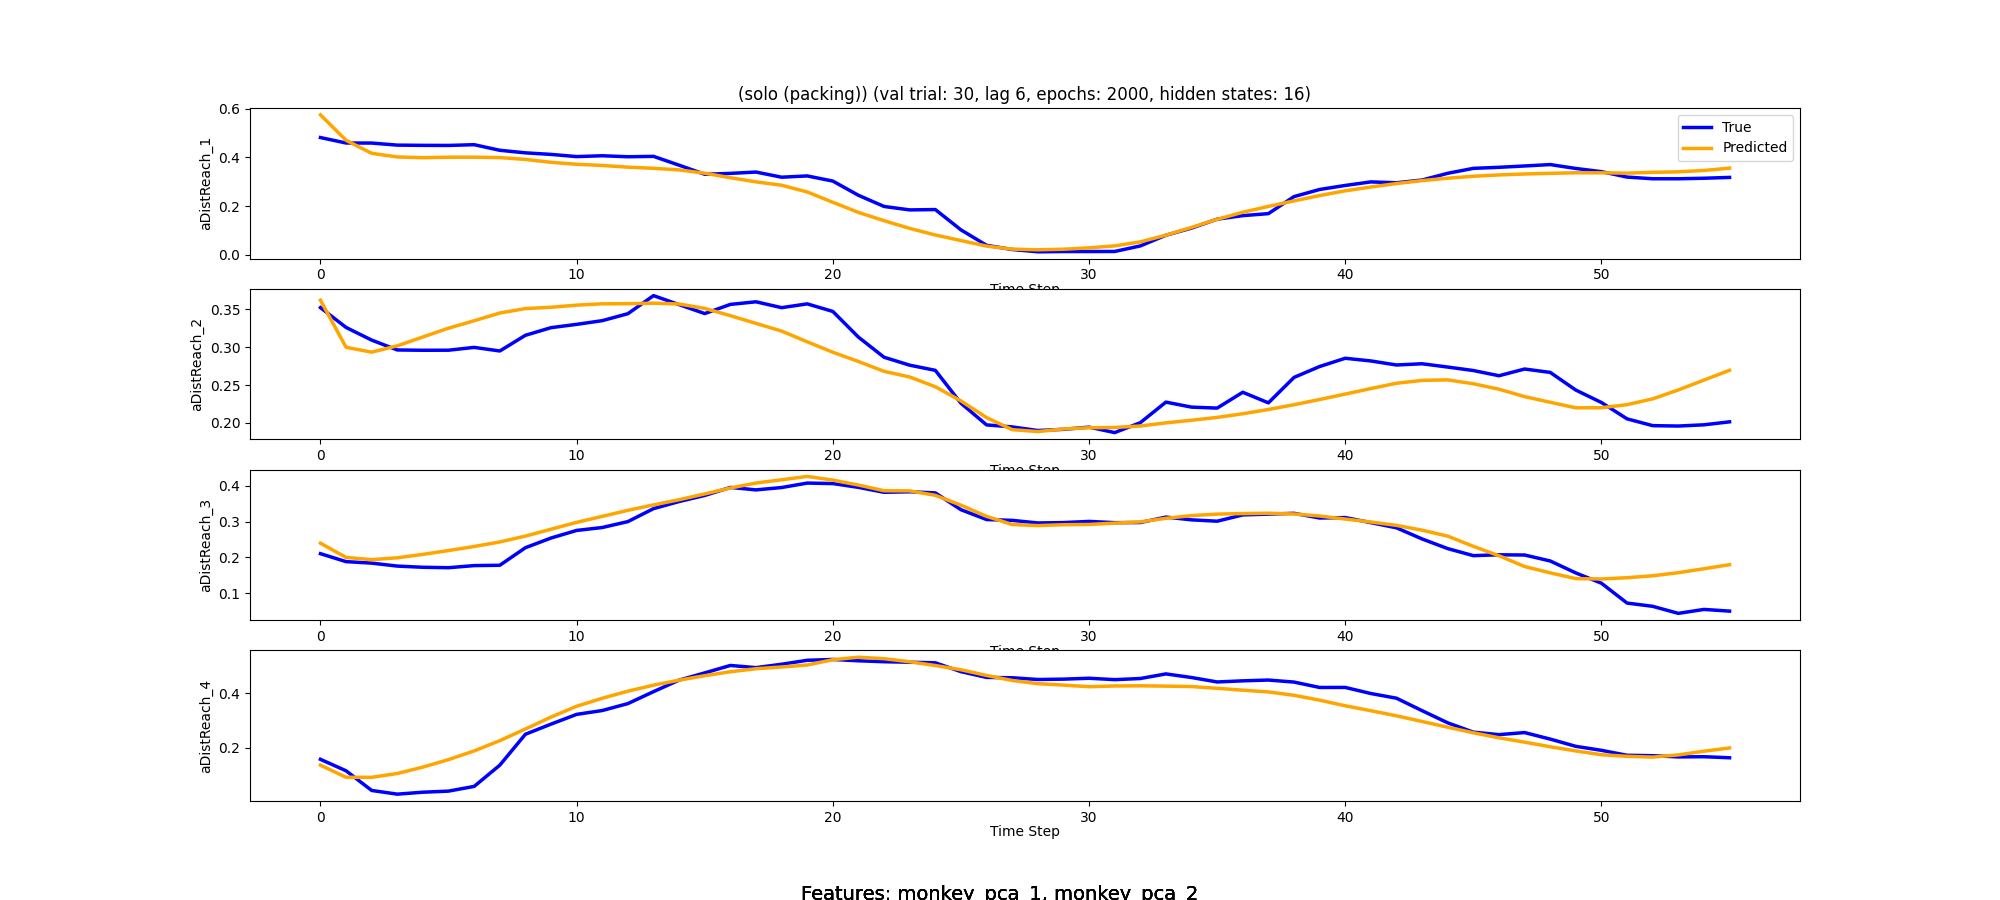 (solo (packing)) (val trial: 30, lag 6, epochs: 2000, hidden states: 16)
0.6
0.4
0.2
0.0
aDistReach_1
True
Predicted
0 10 20 30 40 50
Time Step
0.35
0.30
0.25
0.20
aDistReach_2
0 10 20 30 40 50
Time Step
0.4
0.3
0.2
0.1
aDistReach_3
0 10 20 30 40 50
Time Step
0.4
0.2
aDistReach_4
0 10 20 30 40 50
Time Step
Features: monkey_pca_1, monkey_pca_2